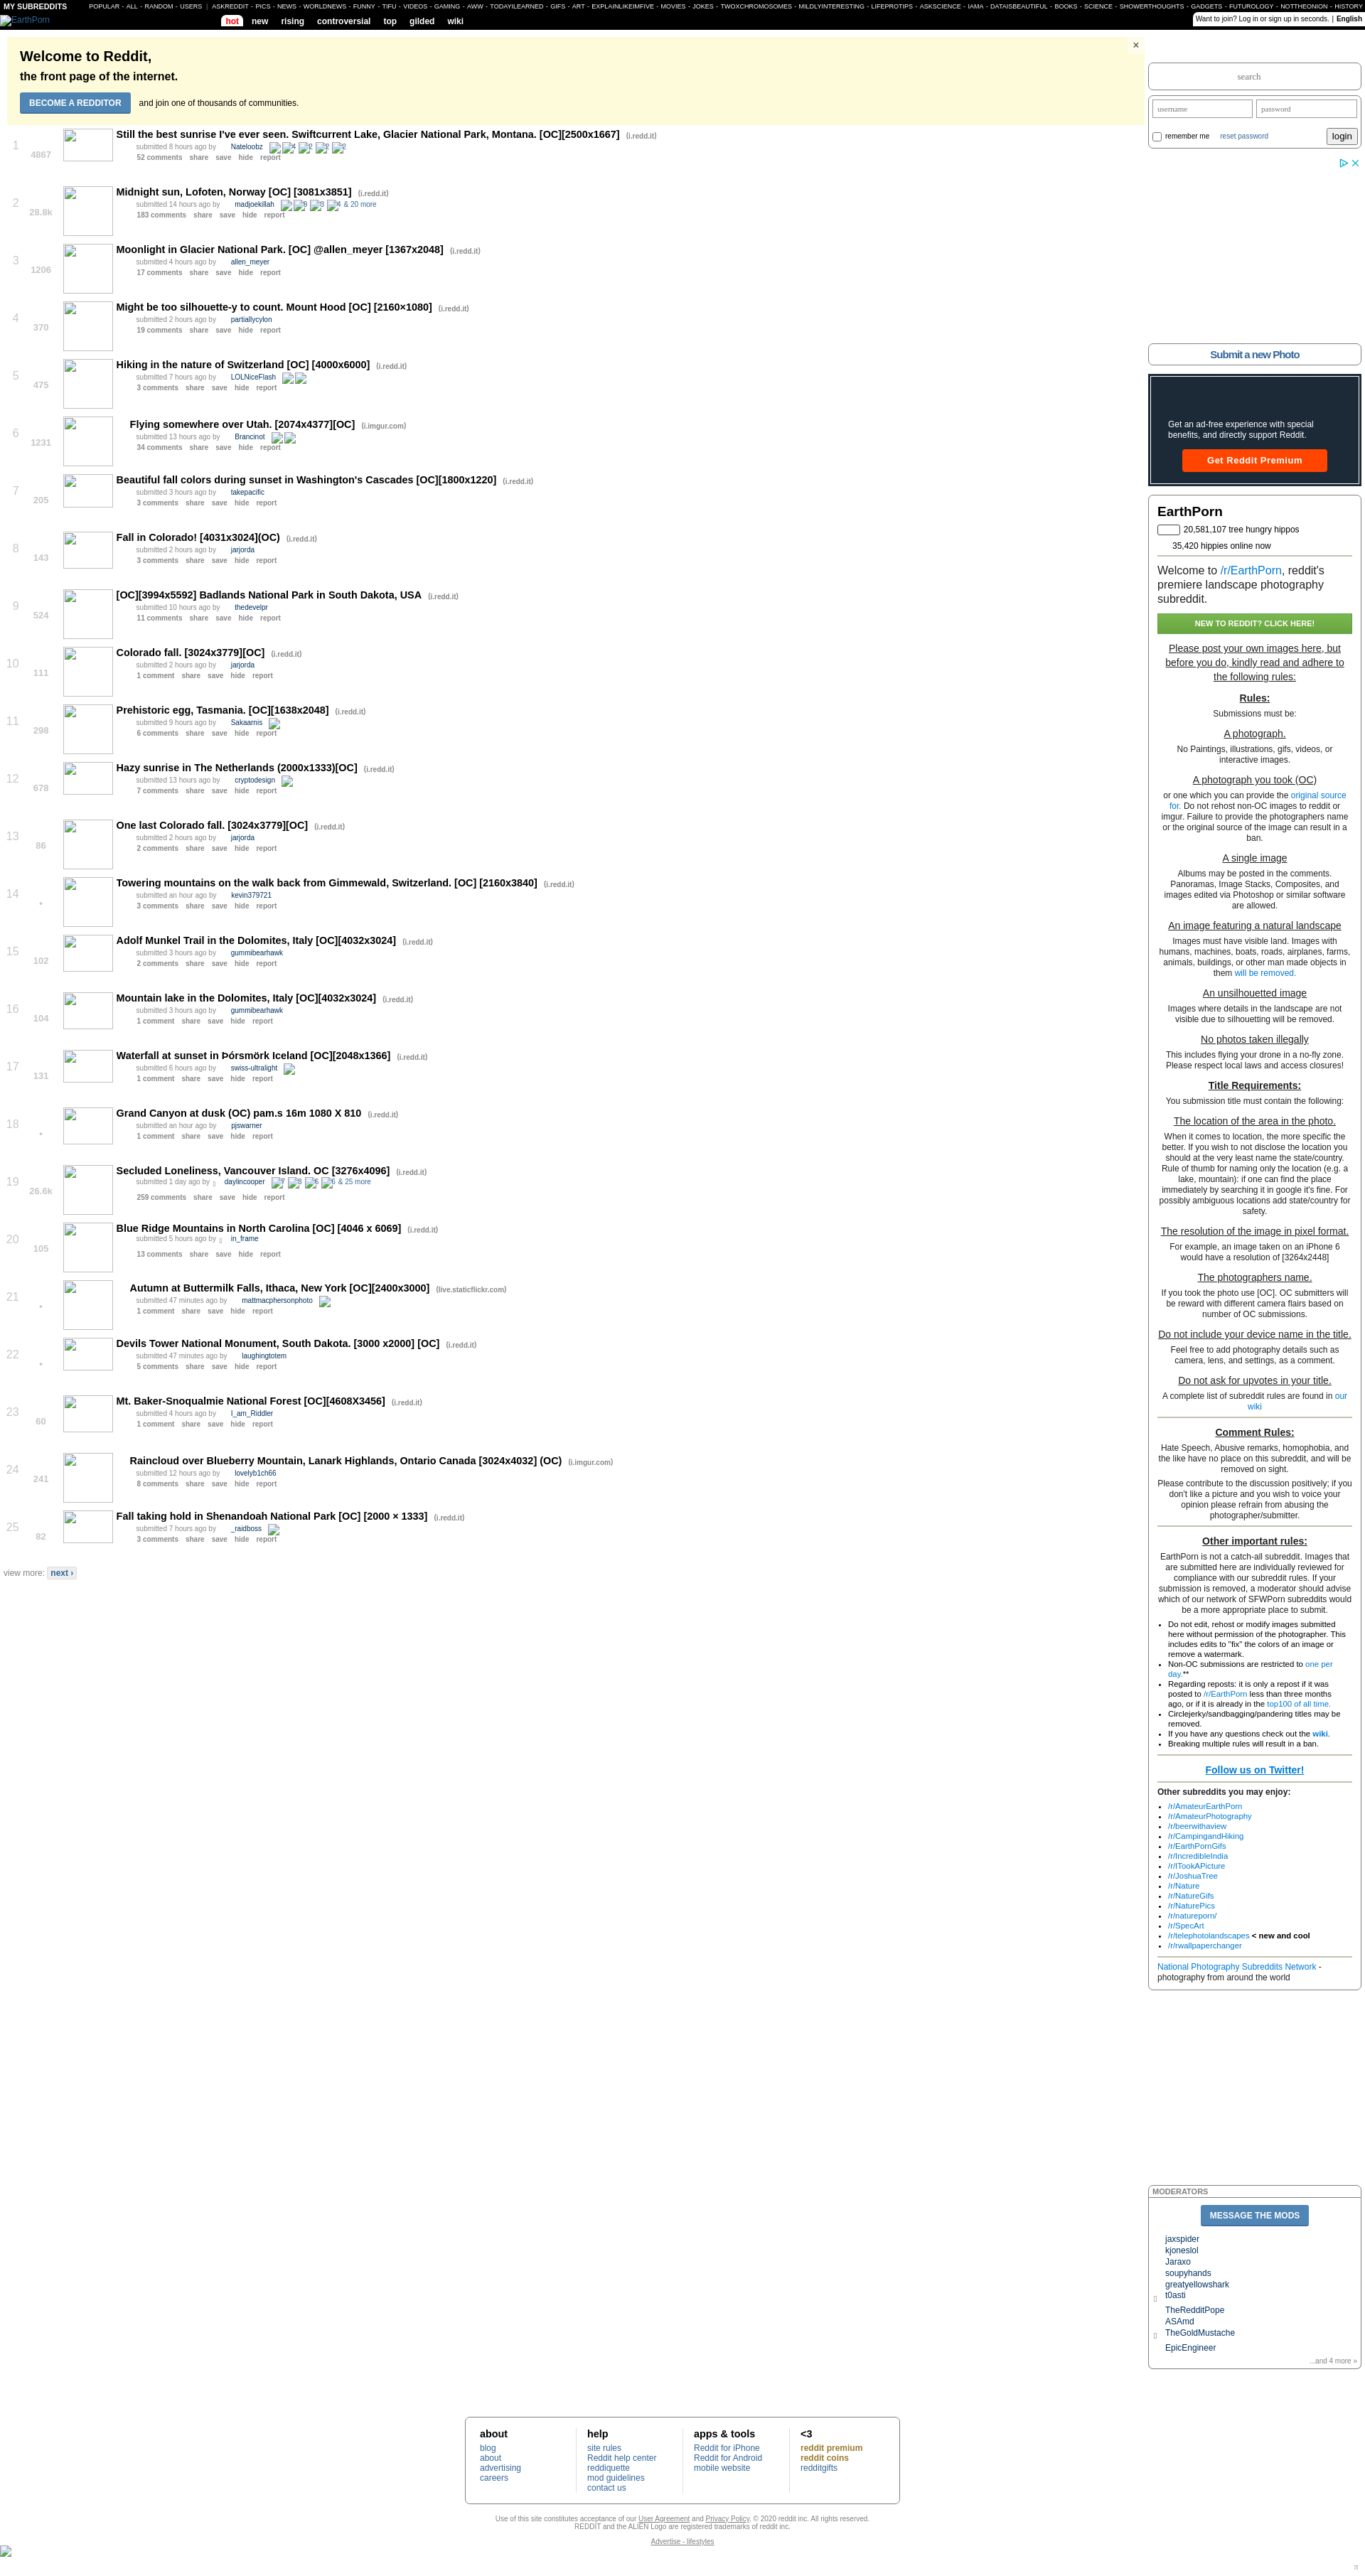 MY SUBREDDITS POPULAR - ALL - RANDOM - USERS | ASKREDDIT - PICS - NEWS - WORLDNEWS - FUNNY - TIFU - VIDEOS - GAMING - AWW - TODAYILEARNED - GIFS - ART - EXPLAINLIKEIMFIVE - MOVIES - JOKES - TWOXCHROMOSOMES - MILDLYINTERESTING - LIFEPROTIPS - ASKSCIENCE - IAMA - DATAISBEAUTIFUL - BOOKS - SCIENCE - SHOWERTHOUGHTS - GADGETS - FUTUROLOGY - NOTTHEONION - HISTORY
EarthPorn
hot new rising controversial top gilded wiki
Want to join? Log in or sign up in seconds. | English
Welcome to Reddit,
the front page of the internet.
BECOME A REDDITOR and join one of thousands of communities.
×
1
4867
Still the best sunrise I've ever seen. Swiftcurrent Lake, Glacier National Park, Montana. [OC][2500x1667] (i.redd.it)
submitted 8 hours ago by Nateloobz
52 comments share save hide report
2
28.8k
Midnight sun, Lofoten, Norway [OC] [3081x3851] (i.redd.it)
submitted 14 hours ago by madjoekillah & 20 more
183 comments share save hide report
3
1206
Moonlight in Glacier National Park. [OC] @allen_meyer [1367x2048] (i.redd.it)
submitted 4 hours ago by allen_meyer
17 comments share save hide report
4
370
Might be too silhouette-y to count. Mount Hood [OC] [2160×1080] (i.redd.it)
submitted 2 hours ago by partiallycylon
19 comments share save hide report
5
475
Hiking in the nature of Switzerland [OC] [4000x6000] (i.redd.it)
submitted 7 hours ago by LOLNiceFlash
3 comments share save hide report
6
1231
Flying somewhere over Utah. [2074x4377][OC] (i.imgur.com)
submitted 13 hours ago by Brancinot
34 comments share save hide report
7
205
Beautiful fall colors during sunset in Washington's Cascades [OC][1800x1220] (i.redd.it)
submitted 3 hours ago by takepacific
3 comments share save hide report
8
143
Fall in Colorado! [4031x3024](OC) (i.redd.it)
submitted 2 hours ago by jarjorda
3 comments share save hide report
9
524
[OC][3994x5592] Badlands National Park in South Dakota, USA (i.redd.it)
submitted 10 hours ago by thedevelpr
11 comments share save hide report
10
111
Colorado fall. [3024x3779][OC] (i.redd.it)
submitted 2 hours ago by jarjorda
1 comment share save hide report
11
298
Prehistoric egg, Tasmania. [OC][1638x2048] (i.redd.it)
submitted 9 hours ago by Sakaarnis
6 comments share save hide report
12
678
Hazy sunrise in The Netherlands (2000x1333)[OC] (i.redd.it)
submitted 13 hours ago by cryptodesign
7 comments share save hide report
13
86
One last Colorado fall. [3024x3779][OC] (i.redd.it)
submitted 2 hours ago by jarjorda
2 comments share save hide report
14
•
Towering mountains on the walk back from Gimmewald, Switzerland. [OC] [2160x3840] (i.redd.it)
submitted an hour ago by kevin379721
3 comments share save hide report
15
102
Adolf Munkel Trail in the Dolomites, Italy [OC][4032x3024] (i.redd.it)
submitted 3 hours ago by gummibearhawk
2 comments share save hide report
16
104
Mountain lake in the Dolomites, Italy [OC][4032x3024] (i.redd.it)
submitted 3 hours ago by gummibearhawk
1 comment share save hide report
17
131
Waterfall at sunset in Þórsmörk Iceland [OC][2048x1366] (i.redd.it)
submitted 6 hours ago by swiss-ultralight
1 comment share save hide report
18
•
Grand Canyon at dusk (OC) pam.s 16m 1080 X 810 (i.redd.it)
submitted an hour ago by pjswarner
1 comment share save hide report
19
26.6k
Secluded Loneliness, Vancouver Island. OC [3276x4096] (i.redd.it)
submitted 1 day ago by daylincooper & 25 more
259 comments share save hide report
20
105
Blue Ridge Mountains in North Carolina [OC] [4046 x 6069] (i.redd.it)
submitted 5 hours ago by in_frame
13 comments share save hide report
21
•
Autumn at Buttermilk Falls, Ithaca, New York [OC][2400x3000] (live.staticflickr.com)
submitted 47 minutes ago by mattmacphersonphoto
1 comment share save hide report
22
•
Devils Tower National Monument, South Dakota. [3000 x2000] [OC] (i.redd.it)
submitted 47 minutes ago by laughingtotem
5 comments share save hide report
23
60
Mt. Baker-Snoqualmie National Forest [OC][4608X3456] (i.redd.it)
submitted 4 hours ago by I_am_Riddler
1 comment share save hide report
24
241
Raincloud over Blueberry Mountain, Lanark Highlands, Ontario Canada [3024x4032] (OC) (i.imgur.com)
submitted 12 hours ago by lovelyb1ch66
8 comments share save hide report
25
82
Fall taking hold in Shenandoah National Park [OC] [2000 × 1333] (i.redd.it)
submitted 7 hours ago by _raidboss
3 comments share save hide report
view more: next ›
search
username password
remember me reset password login
Submit a new Photo
Get an ad-free experience with special
benefits, and directly support Reddit.
Get Reddit Premium
EarthPorn
20,581,107 tree hungry hippos
35,420 hippies online now
Welcome to /r/EarthPorn, reddit's
premiere landscape photography
subreddit.
NEW TO REDDIT? CLICK HERE!
Please post your own images here, but
before you do, kindly read and adhere to
the following rules:
Rules:
Submissions must be:
A photograph.
No Paintings, illustrations, gifs, videos, or
interactive images.
A photograph you took (OC)
or one which you can provide the original source
for. Do not rehost non-OC images to reddit or
imgur. Failure to provide the photographers name
or the original source of the image can result in a
ban.
A single image
Albums may be posted in the comments.
Panoramas, Image Stacks, Composites, and
images edited via Photoshop or similar software
are allowed.
An image featuring a natural landscape
Images must have visible land. Images with
humans, machines, boats, roads, airplanes, farms,
animals, buildings, or other man made objects in
them will be removed.
An unsilhouetted image
Images where details in the landscape are not
visible due to silhouetting will be removed.
No photos taken illegally
This includes flying your drone in a no-fly zone.
Please respect local laws and access closures!
Title Requirements:
You submission title must contain the following:
The location of the area in the photo.
When it comes to location, the more specific the
better. If you wish to not disclose the location you
should at the very least name the state/country.
Rule of thumb for naming only the location (e.g. a
lake, mountain): if one can find the place
immediately by searching it in google it's fine. For
possibly ambiguous locations add state/country for
safety.
The resolution of the image in pixel format.
For example, an image taken on an iPhone 6
would have a resolution of [3264x2448]
The photographers name.
If you took the photo use [OC]. OC submitters will
be reward with different camera flairs based on
number of OC submissions.
Do not include your device name in the title.
Feel free to add photography details such as
camera, lens, and settings, as a comment.
Do not ask for upvotes in your title.
A complete list of subreddit rules are found in our
wiki
Comment Rules:
Hate Speech, Abusive remarks, homophobia, and
the like have no place on this subreddit, and will be
removed on sight.
Please contribute to the discussion positively; if you
don't like a picture and you wish to voice your
opinion please refrain from abusing the
photographer/submitter.
Other important rules:
EarthPorn is not a catch-all subreddit. Images that
are submitted here are individually reviewed for
compliance with our subreddit rules. If your
submission is removed, a moderator should advise
which of our network of SFWPorn subreddits would
be a more appropriate place to submit.
• Do not edit, rehost or modify images submitted
here without permission of the photographer. This
includes edits to "fix" the colors of an image or
remove a watermark.
• Non-OC submissions are restricted to one per
day.**
• Regarding reposts: it is only a repost if it was
posted to /r/EarthPorn less than three months
ago, or if it is already in the top100 of all time.
• Circlejerky/sandbagging/pandering titles may be
removed.
• If you have any questions check out the wiki.
• Breaking multiple rules will result in a ban.
Follow us on Twitter!
Other subreddits you may enjoy:
• /r/AmateurEarthPorn
• /r/AmateurPhotography
• /r/beerwithaview
• /r/CampingandHiking
• /r/EarthPornGifs
• /r/IncredibleIndia
• /r/ITookAPicture
• /r/JoshuaTree
• /r/Nature
• /r/NatureGifs
• /r/NaturePics
• /r/natureporn/
• /r/SpecArt
• /r/telephotolandscapes < new and cool
• /r/rwallpaperchanger
National Photography Subreddits Network -
photography from around the world
MODERATORS
MESSAGE THE MODS
jaxspider
kjoneslol
Jaraxo
soupyhands
greatyellowshark
t0asti
TheRedditPope
ASAmd
TheGoldMustache
EpicEngineer
...and 4 more »
about
blog
about
advertising
careers
help
site rules
Reddit help center
reddiquette
mod guidelines
contact us
apps & tools
Reddit for iPhone
Reddit for Android
mobile website
<3
reddit premium
reddit coins
redditgifts
Use of this site constitutes acceptance of our User Agreement and Privacy Policy. © 2020 reddit inc. All rights reserved.
REDDIT and the ALIEN Logo are registered trademarks of reddit inc.
Advertise - lifestyles
π